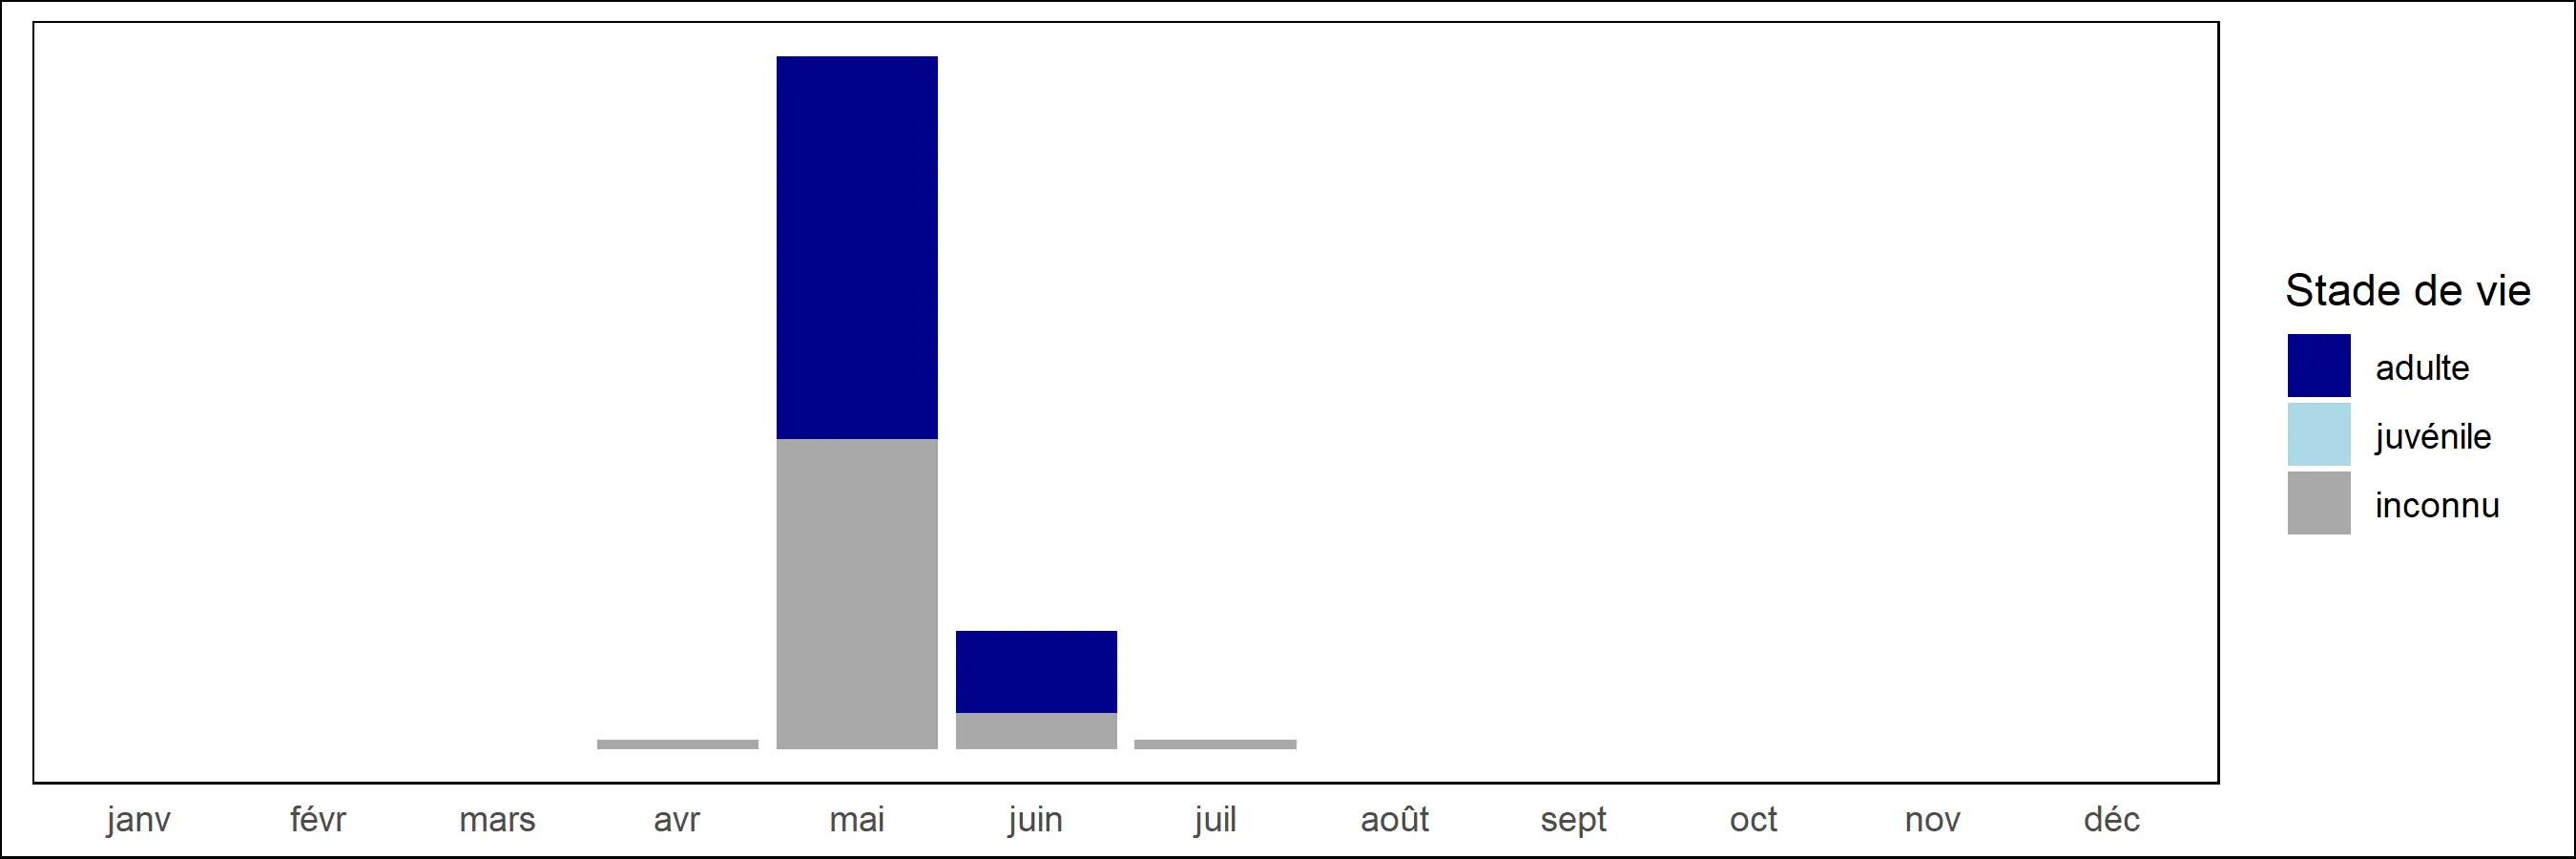 Stade de vie
adulte
juvénile
inconnu
janv févr mars avr mai juin juil août sept oct nov déc